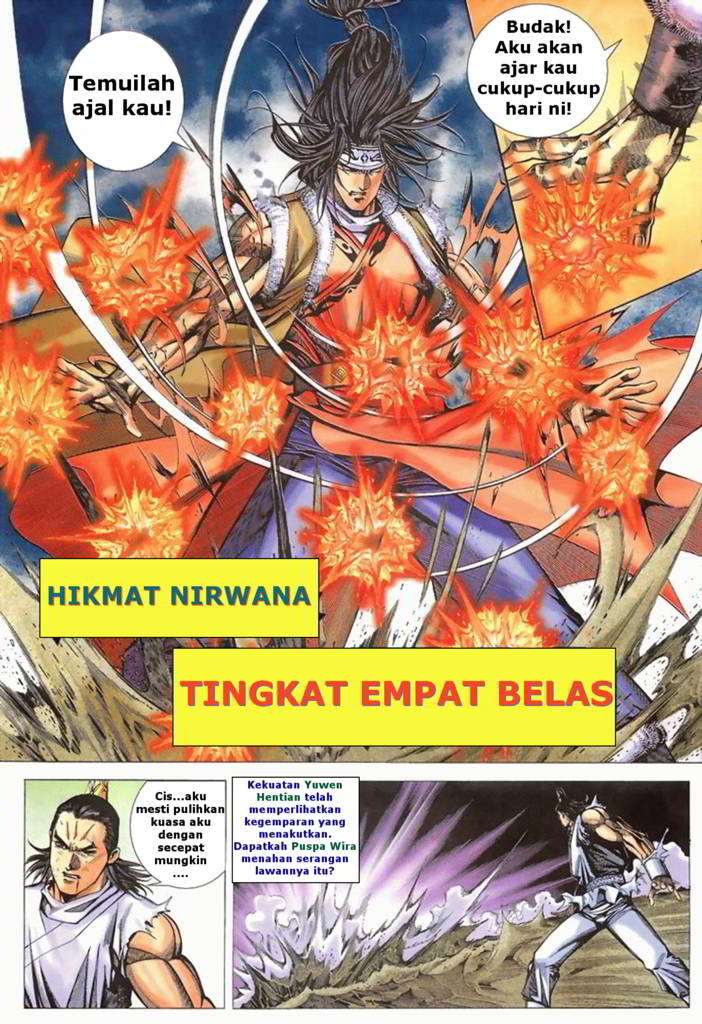 Temuilah
ajal kau!
Budak!
Aku akan
ajar kau
cukup-cukup
hari ni!
HIKMAT NIRWANA
TINGKAT EMPAT BELAS
Cis...aku
mesti pulihkan
kuasa aku
dengan
secepat
mungkin
....
Kekuatan Yuwen
Hentian telah
memperlihatkan
kegemparan yang
menakutkan.
Dapatkah Puspa Wira
menahan serangan
lawannya itu?